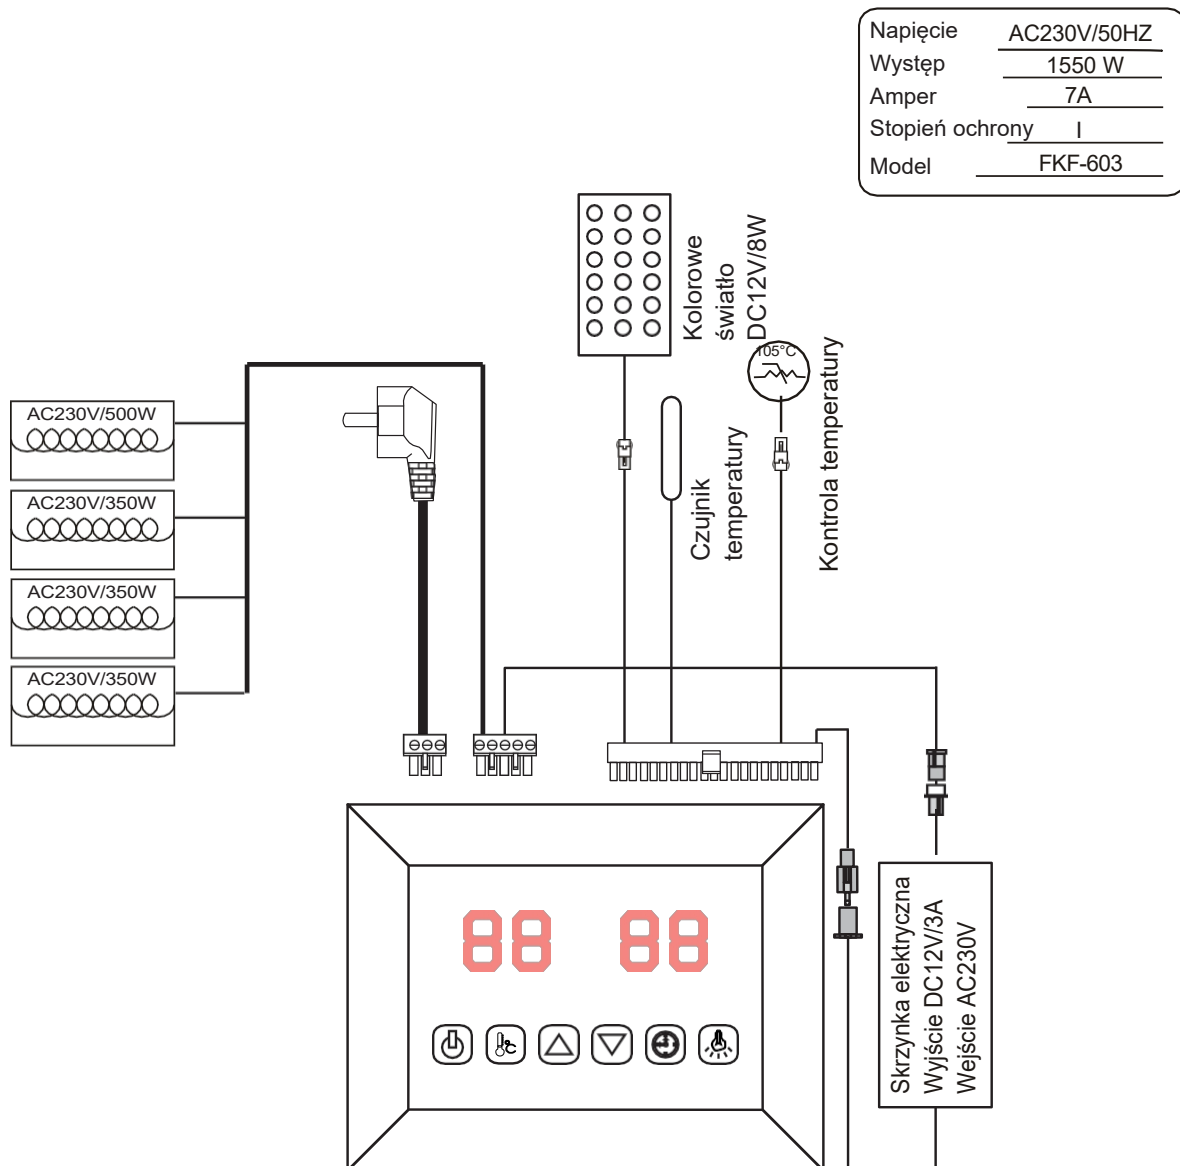 Napięcie AC230V/50HZ
Występ 1550 W
Amper 7A
Stopień ochrony I
Model FKF-603
Kolorowe
światło
DC12V/8W
105°C
Kontrola temperatury
Czujnik
temperatury
AC230V/500W
AC230V/350W
AC230V/350W
AC230V/350W
88 88
°C
Skrzynka elektryczna
Wyjście DC12V/3A
Wejście AC230V